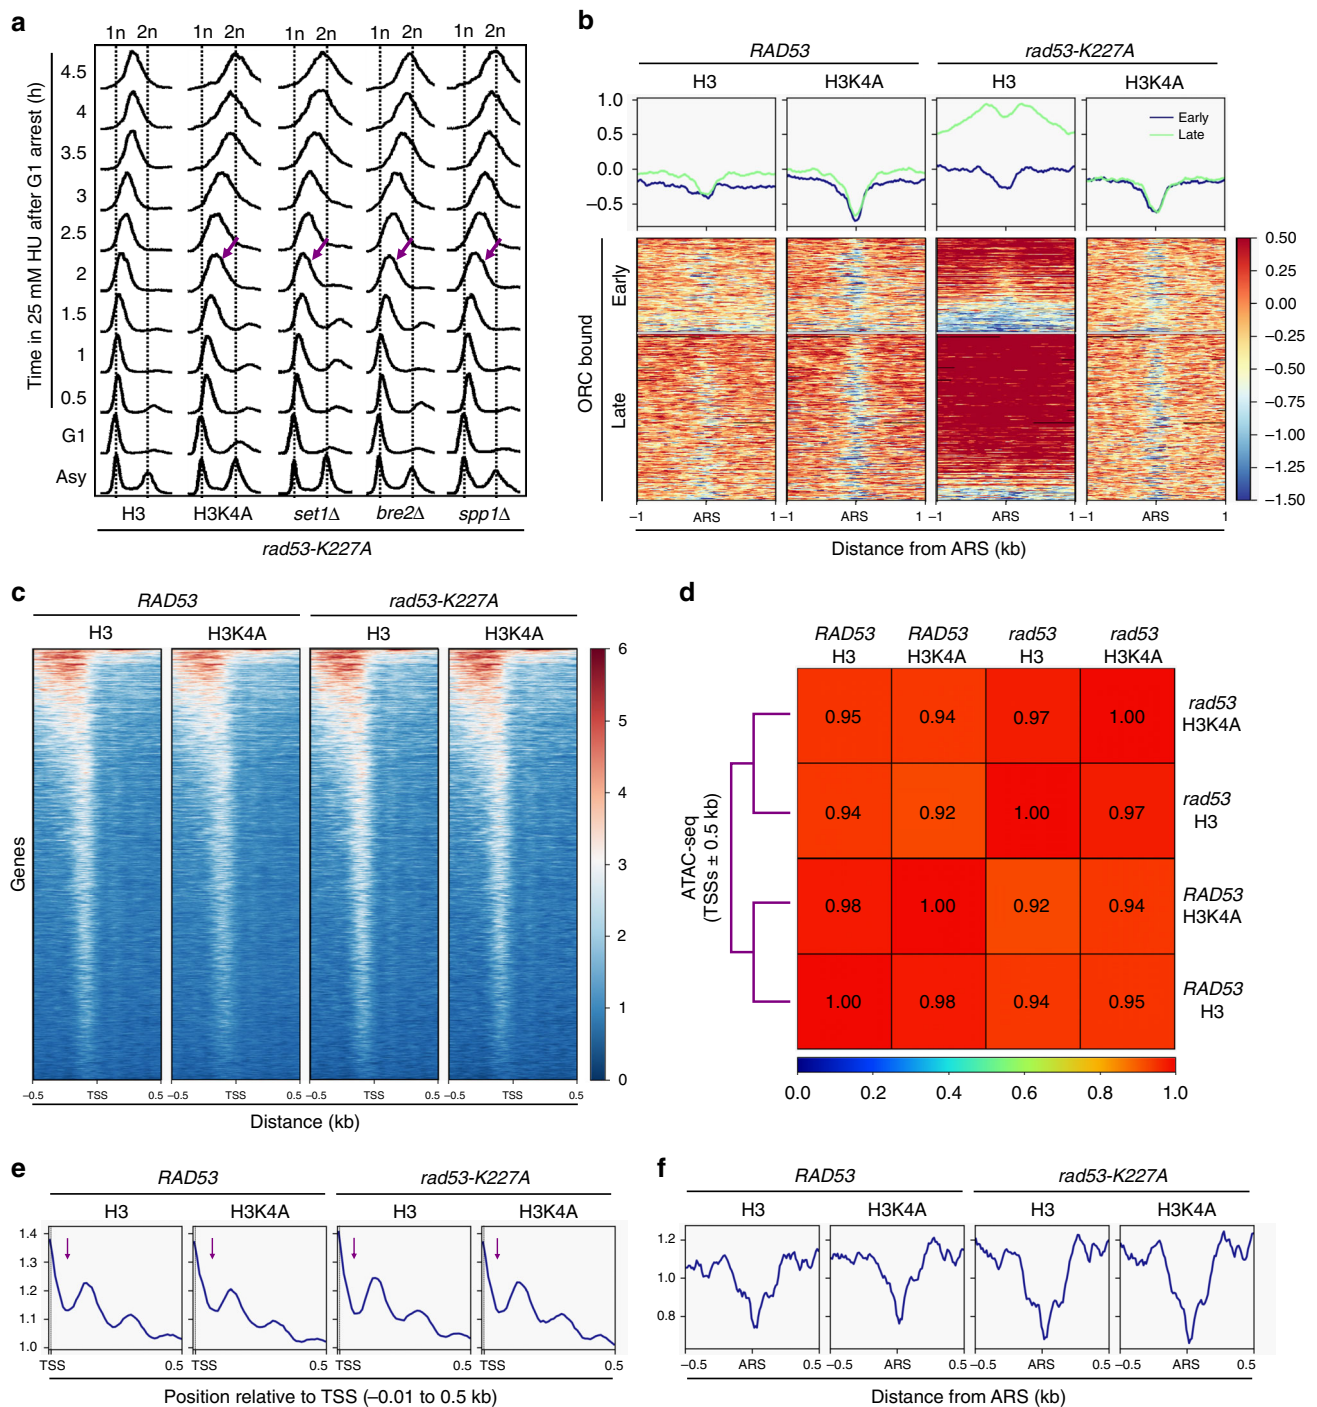 a
1n 2n 1n 2n 1n 2n 1n 2n 1n 2n
Time in 25 mM HU after G1 arrest (h)
4.5
4
3.5
3
2.5
2
1.5
1
0.5
G1
Asy
H3 H3K4A set1Δ bre2Δ spp1Δ
rad53-K227A
b
RAD53 rad53-K227A
H3 H3K4A H3 H3K4A
1.0
0.5
0.0
−0.5
Early
Late
ORC bound
Early
Late
0.50
0.25
0.00
−0.25
−0.50
−0.75
−1.00
−1.25
−1.50
−1 ARS 1 −1 ARS 1 −1 ARS 1 −1 ARS 1
Distance from ARS (kb)
c
RAD53 rad53-K227A
H3 H3K4A H3 H3K4A
Genes
6
5
4
3
2
1
0
−0.5 TSS 0.5 −0.5 TSS 0.5 −0.5 TSS 0.5 −0.5 TSS 0.5
Distance (kb)
d
RAD53 RAD53 rad53 rad53
H3 H3K4A H3 H3K4A
ATAC-seq
(TSSs ± 0.5 kb)
0.95 0.94 0.97 1.00
rad53
H3K4A
0.94 0.92 1.00 0.97
rad53
H3
0.98 1.00 0.92 0.94
RAD53
H3K4A
1.00 0.98 0.94 0.95
RAD53
H3
0.0 0.2 0.4 0.6 0.8 1.0
e
RAD53 rad53-K227A
H3 H3K4A H3 H3K4A
1.4
1.3
1.2
1.1
1.0
TSS 0.5 TSS 0.5 TSS 0.5 TSS 0.5
Position relative to TSS (−0.01 to 0.5 kb)
f
RAD53 rad53-K227A
H3 H3K4A H3 H3K4A
1.2
1.0
0.8
−0.5 ARS 0.5 −0.5 ARS 0.5 −0.5 ARS 0.5 −0.5 ARS 0.5
Distance from ARS (kb)